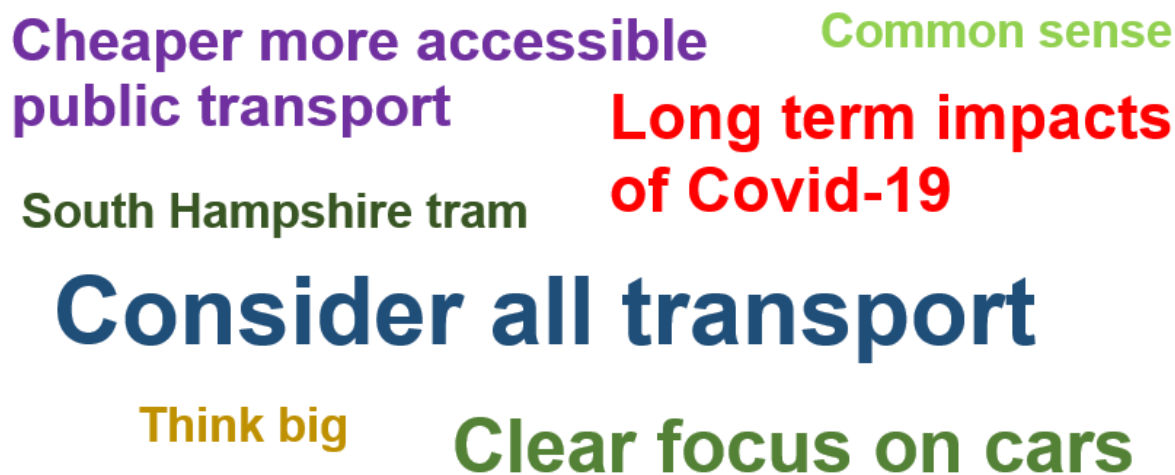 Cheaper more accessible
public transport
Common sense
Long term impacts
of Covid-19
South Hampshire tram
Consider all transport
Think big
Clear focus on cars